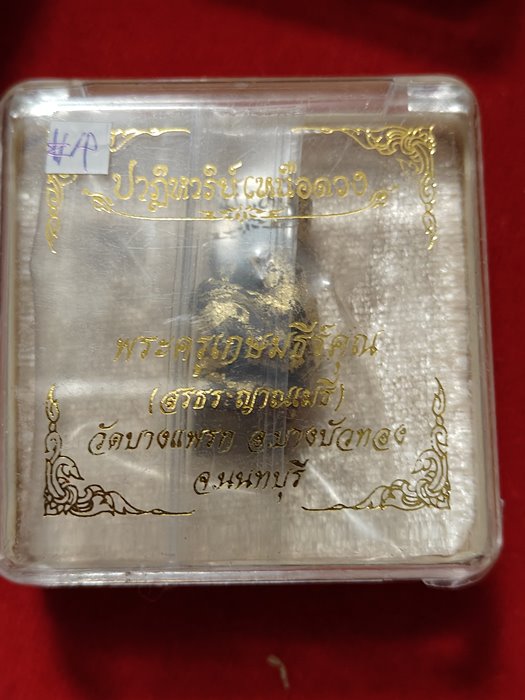 ปาฏิหาริย์เหนือดวง
พระครูเกษมธีร์คุณ
วัดบางแพรก อ.บางบัวทอง
จ.นนทบุรี